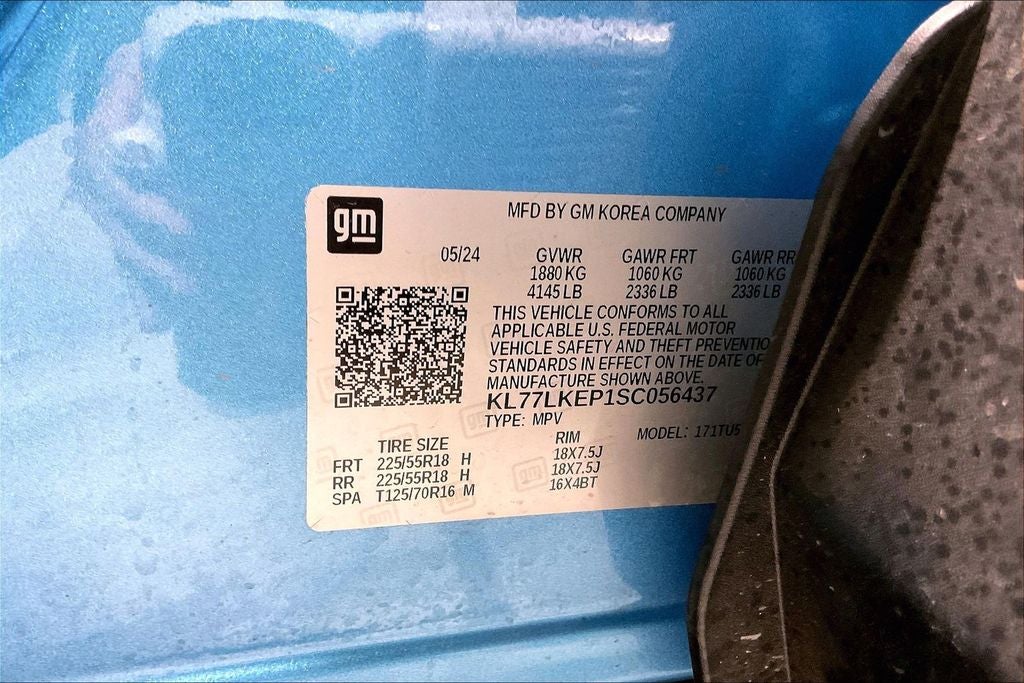 gm
MFD BY GM KOREA COMPANY
05/24 GVWR GAWR FRT GAWR RR
1880 KG 1060 KG 1060 KG
4145 LB 2336 LB 2336 LB
THIS VEHICLE CONFORMS TO ALL
APPLICABLE U.S. FEDERAL MOTOR
VEHICLE SAFETY AND THEFT PREVENTIO
STANDARDS IN EFFECT ON THE DATE OF
MANUFACTURE SHOWN ABOVE.
KL77LKEP1SC056437
TYPE: MPV MODEL: 171TU5
TIRE SIZE RIM
FRT 225/55R18 H 18X7.5J
RR 225/55R18 H 18X7.5J
SPA T125/70R16 M 16X4BT
gm